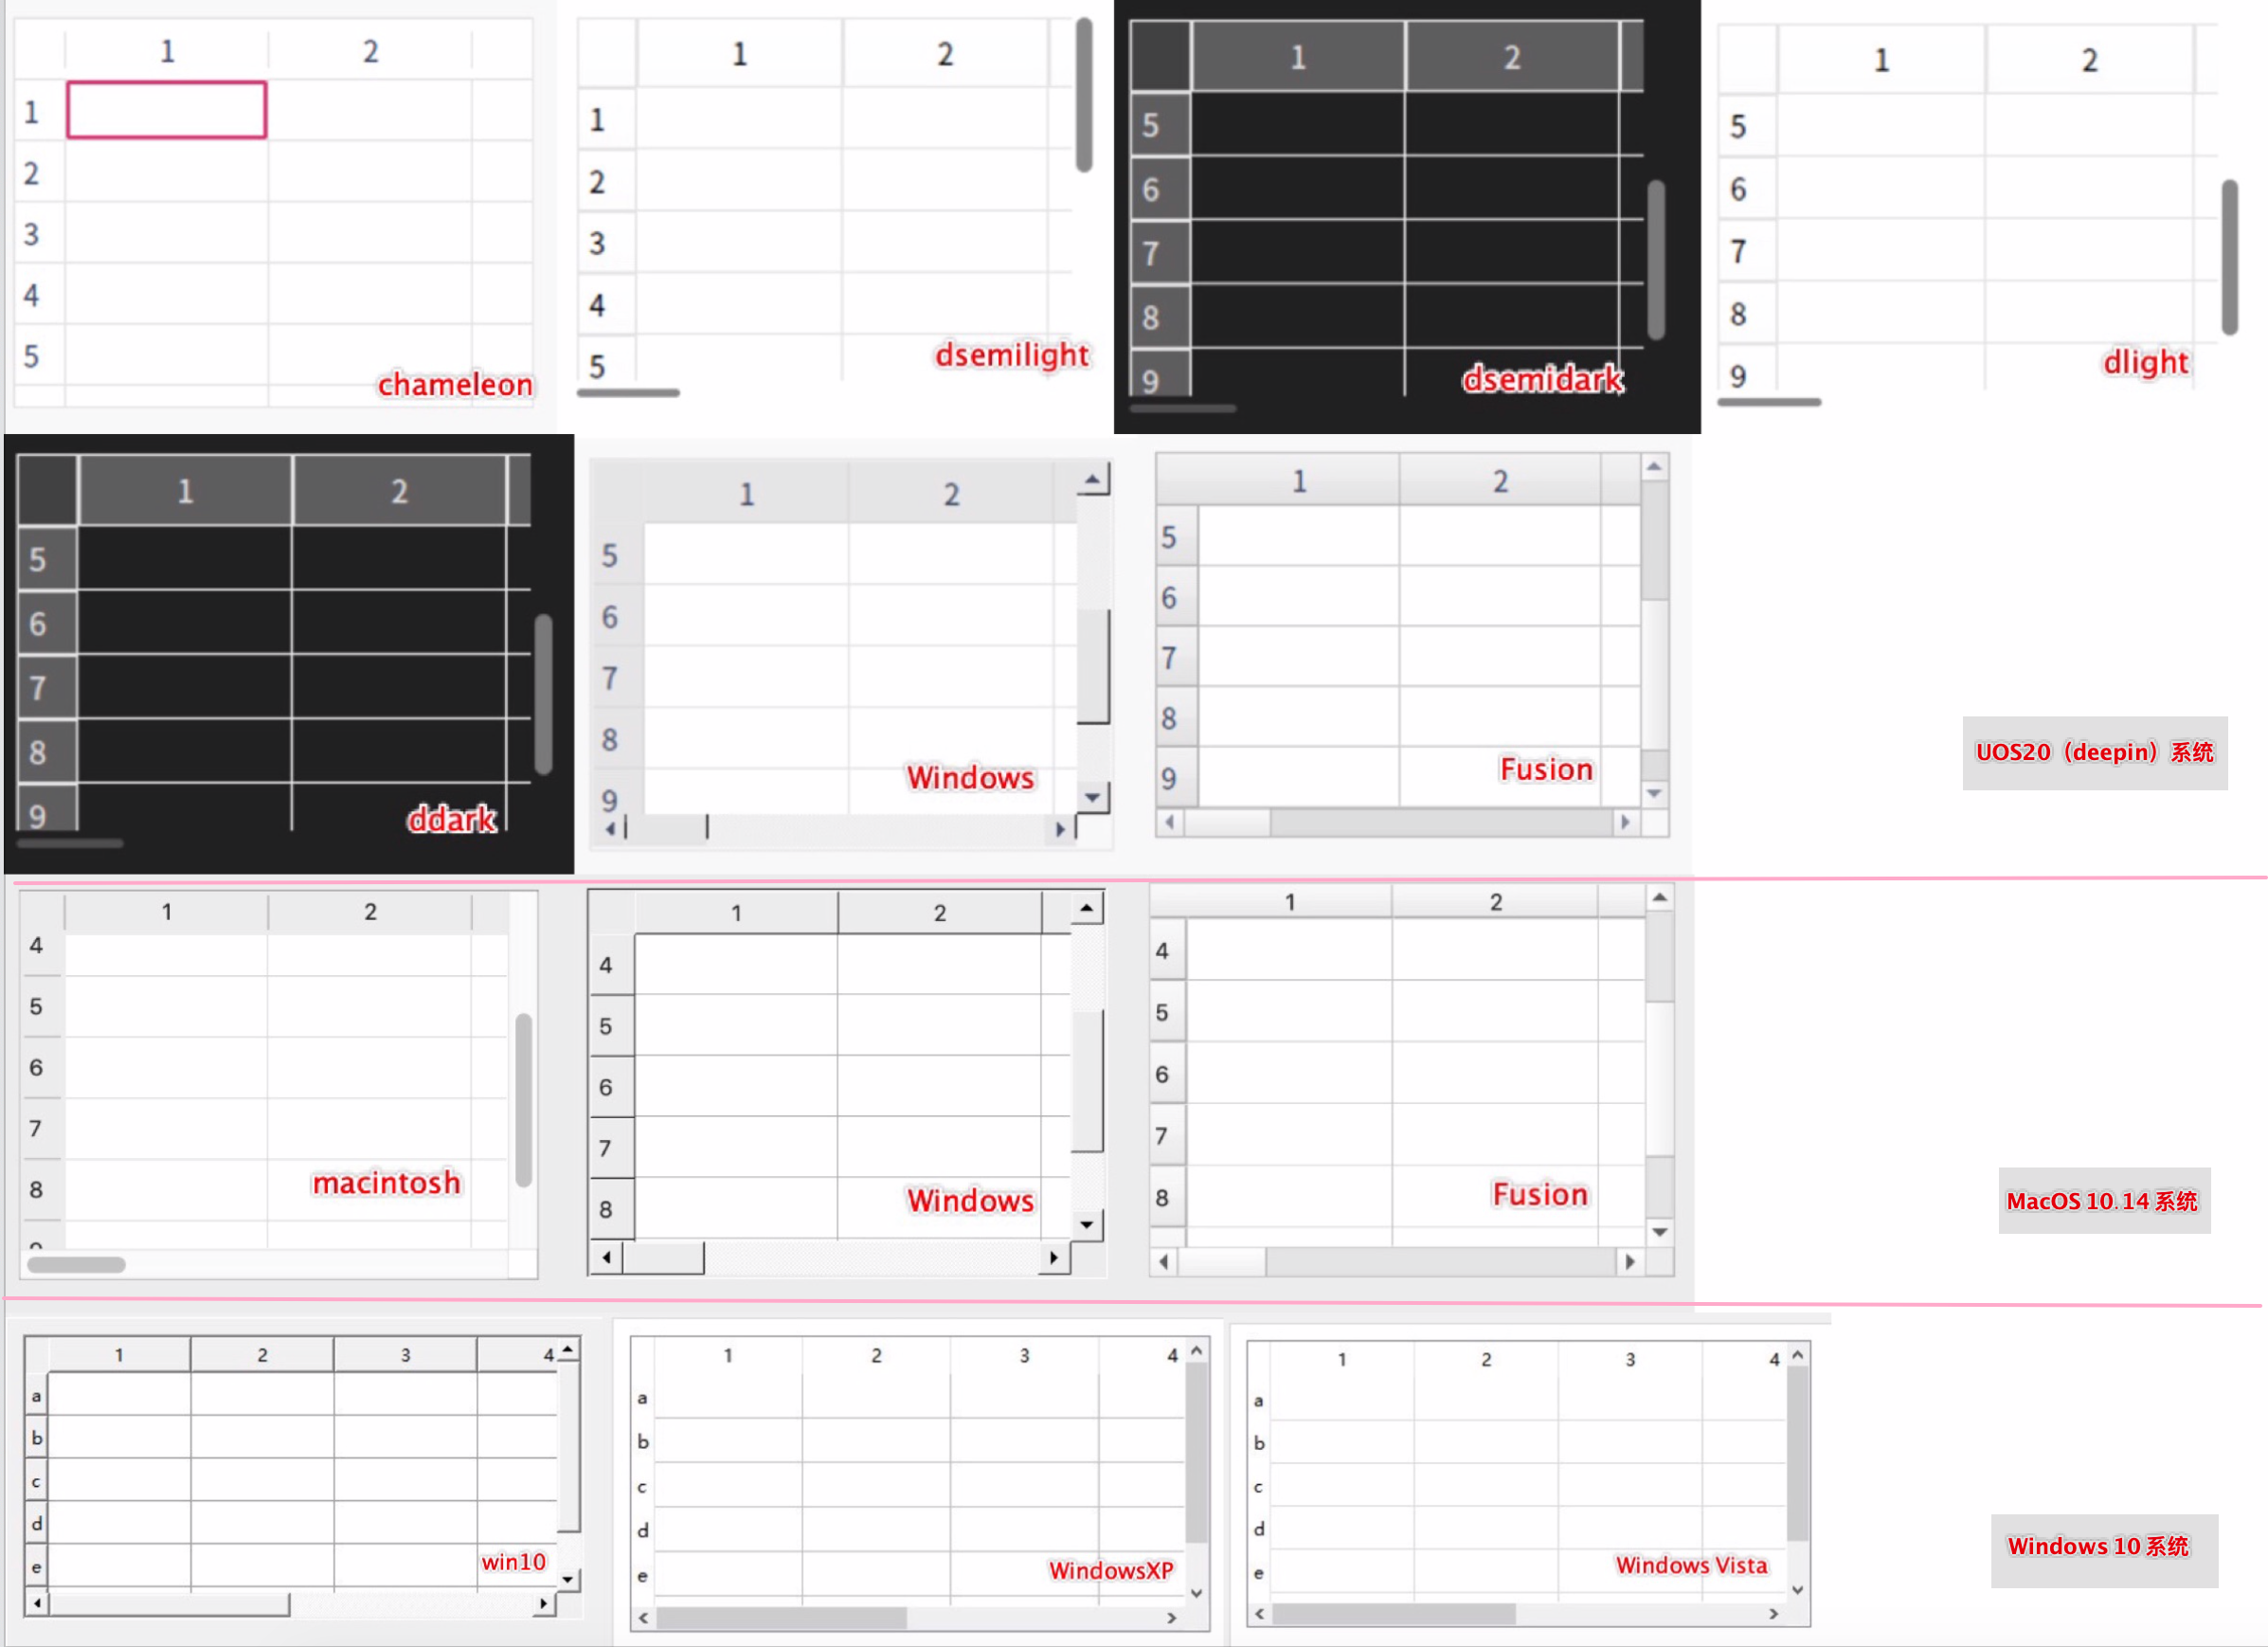 1 2
1
2
3
4
5
chameleon
1 2
1
2
3
4
5
dsemilight
1 2
5
6
7
8
9
dsemidark
1 2
5
6
7
8
9
dlight
1 2
5
6
7
8
9
ddark
1 2
5
6
7
8
9
Windows
1 2
5
6
7
8
9
Fusion
UOS20（deepin）系统
1 2
4
5
6
7
8
9
macintosh
1 2
4
5
6
7
8
Windows
1 2
4
5
6
7
8
Fusion
MacOS 10.14 系统
1 2 3 4
a
b
c
d
e
win10
1 2 3 4
a
b
c
d
e
WindowsXP
1 2 3 4
a
b
c
d
e
Windows Vista
Windows 10 系统